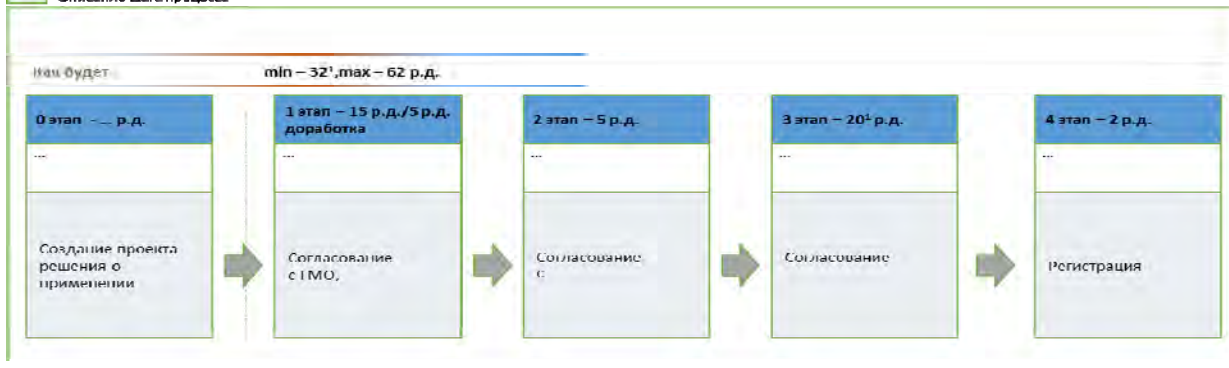 Как будет
min – 32¹,max – 62 р.д.
0 этап - ... р.д.
1 этап – 15 р.д./5 р.д.
доработка
2 этап – 5 р.д.
3 этап – 20¹ р.д.
4 этап – 2 р.д.
...
...
...
...
...
Создание проекта
решения о
применении
Согласование
с ГМО,
Согласование
с
Согласование
Регистрация